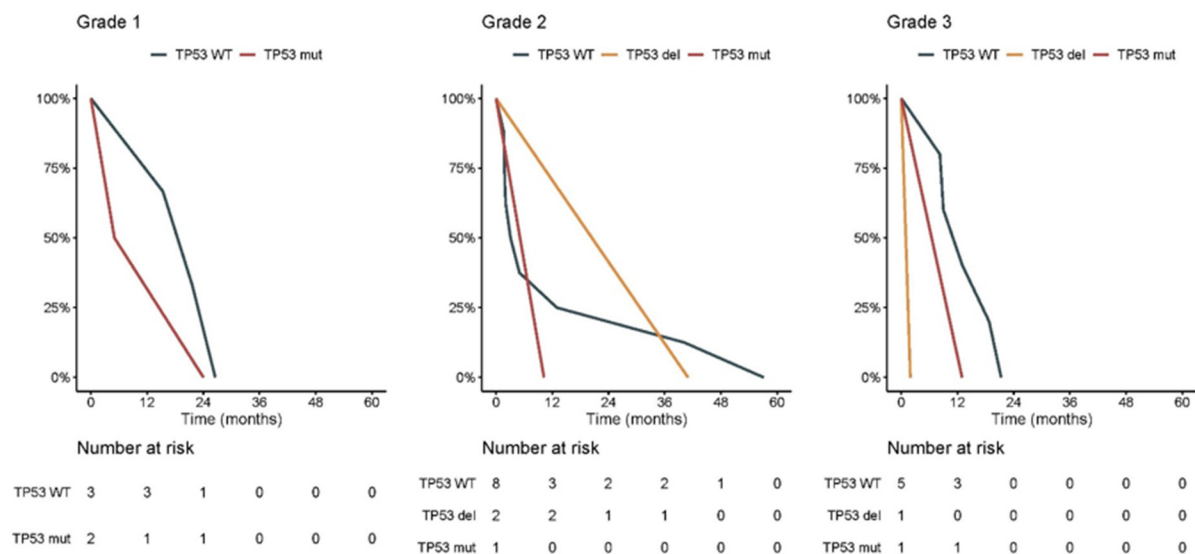 Grade 1
TP53 WT TP53 mut
100%
75%
50%
25%
0%
0 12 24 36 48 60
Time (months)
Number at risk
TP53 WT 3 3 1 0 0 0
TP53 mut 2 1 1 0 0 0
Grade 2
TP53 WT TP53 del TP53 mut
100%
75%
50%
25%
0%
0 12 24 36 48 60
Time (months)
Number at risk
TP53 WT 8 3 2 2 1 0
TP53 del 2 2 1 1 0 0
TP53 mut 1 0 0 0 0 0
Grade 3
TP53 WT TP53 del TP53 mut
100%
75%
50%
25%
0%
0 12 24 36 48 60
Time (months)
Number at risk
TP53 WT 5 3 0 0 0 0
TP53 del 1 0 0 0 0 0
TP53 mut 1 1 0 0 0 0